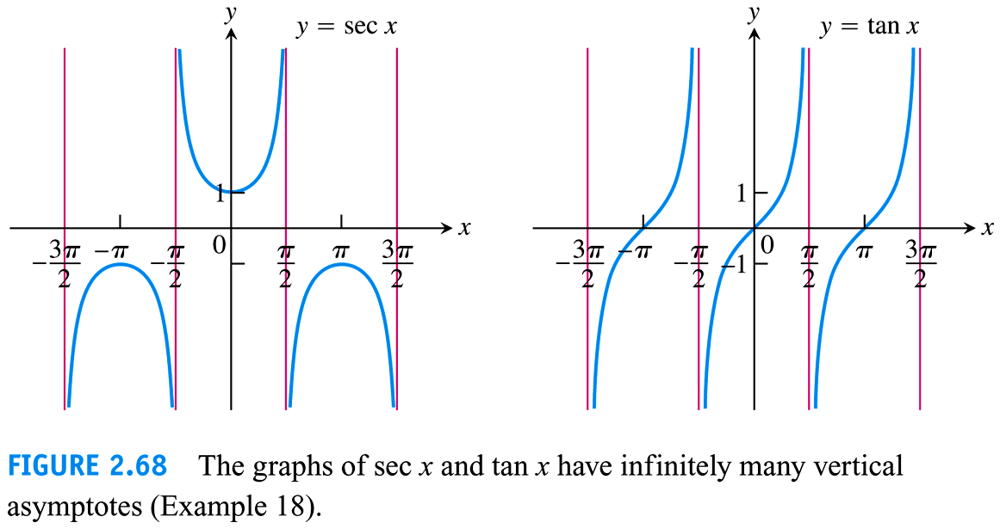 y
y = sec x
1
0
x
−3π/2
−π
−π/2
π/2
π
3π/2
y
y = tan x
1
0
x
−3π/2
−π
−π/2
−1
π/2
π
3π/2
FIGURE 2.68 The graphs of sec x and tan x have infinitely many vertical
asymptotes (Example 18).